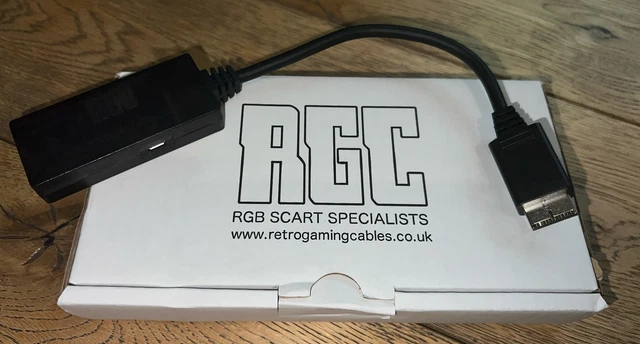 RGC
RGB SCART SPECIALISTS
www.retrogamingcables.co.uk